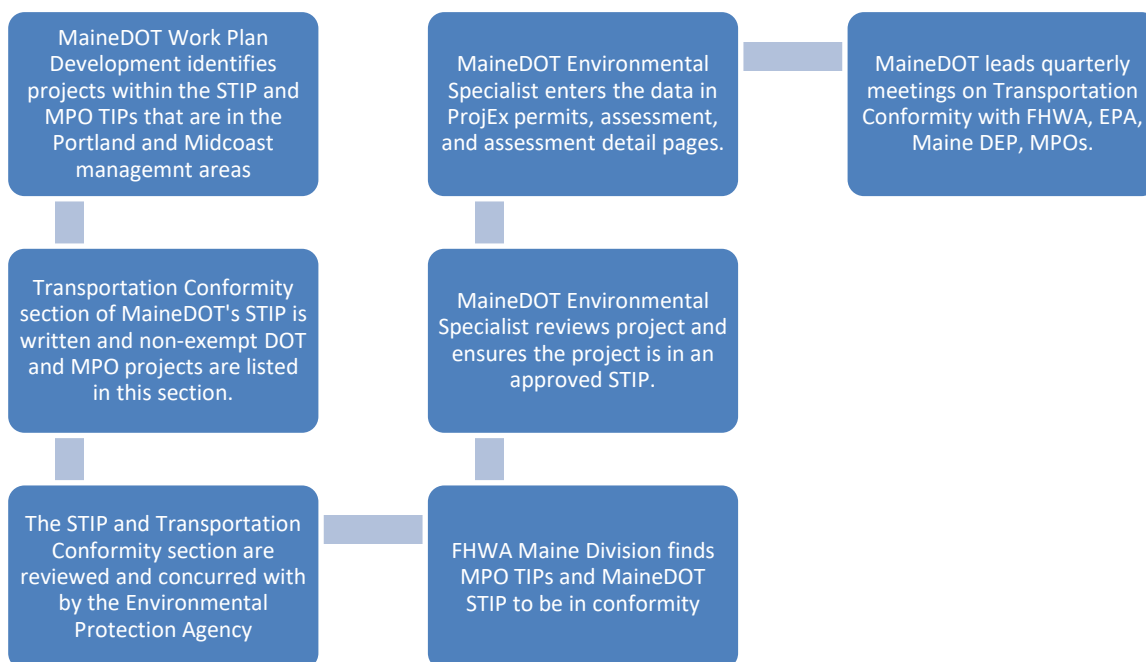 MaineDOT Work Plan
Development identifies
projects within the STIP and
MPO TIPs that are in the
Portland and Midcoast
managemnt areas
Transportation Conformity
section of MaineDOT's STIP is
written and non-exempt DOT
and MPO projects are listed
in this section.
The STIP and Transportation
Conformity section are
reviewed and concurred with
by the Environmental
Protection Agency
FHWA Maine Division finds
MPO TIPs and MaineDOT
STIP to be in conformity
MaineDOT Environmental
Specialist reviews project and
ensures the project is in an
approved STIP.
MaineDOT Environmental
Specialist enters the data in
ProjEx permits, assessment,
and assessment detail pages.
MaineDOT leads quarterly
meetings on Transportation
Conformity with FHWA, EPA,
Maine DEP, MPOs.